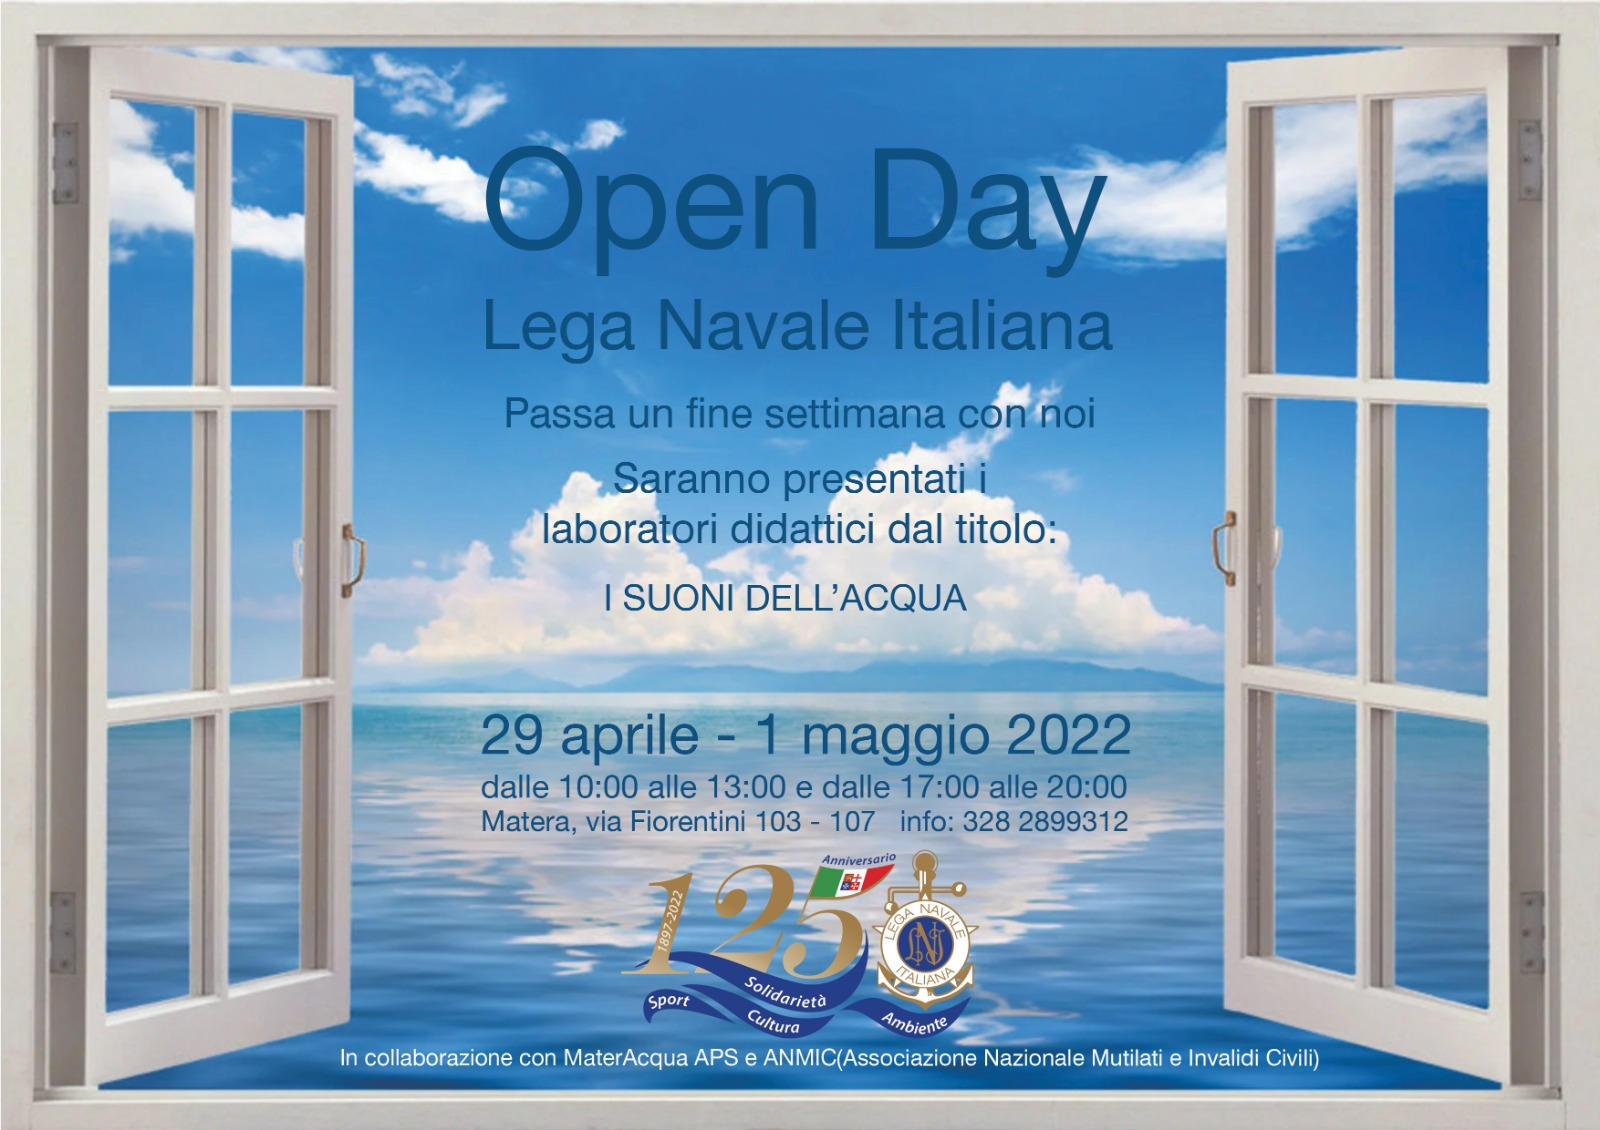 Open Day
Lega Navale Italiana
Passa un fine settimana con noi
Saranno presentati i
laboratori didattici dal titolo:
I SUONI DELL'ACQUA
29 aprile - 1 maggio 2022
dalle 10:00 alle 13:00 e dalle 17:00 alle 20:00
Matera, via Fiorentini 103 - 107 info: 328 2899312
Anniversario
125
1897-2022
LEGA NAVALE
ITALIANA
LNI
Sport
Solidarietà
Cultura
Ambiente
In collaborazione con MaterAcqua APS e ANMIC(Associazione Nazionale Mutilati e Invalidi Civili)